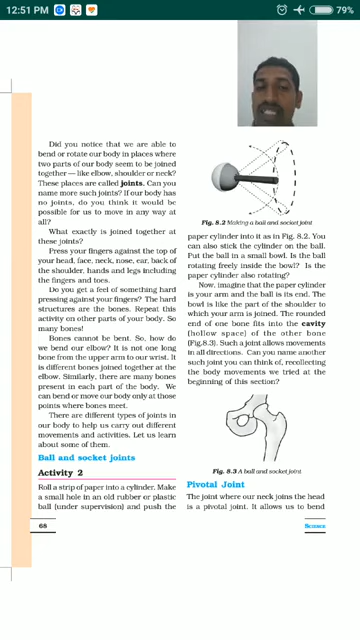 12:51 PM
79%
Did you notice that we are able to
bend or rotate our body in places where
two parts of our body seem to be joined
together — like elbow, shoulder or neck?
These places are called joints. Can you
name more such joints? If our body has
no joints, do you think it would be
possible for us to move in any way at
all?
What exactly is joined together at
these joints?
Press your fingers against the top of
your head, face, neck, nose, ear, back of
the shoulder, hands and legs including
the fingers and toes.
Do you get a feel of something hard
pressing against your fingers? The hard
structures are the bones. Repeat this
activity on other parts of your body. So
many bones!
Bones cannot be bent. So, how do
we bend our elbow? It is not one long
bone from the upper arm to our wrist. It
is different bones joined together at the
elbow. Similarly, there are many bones
present in each part of the body. We
can bend or move our body only at those
points where bones meet.
There are different types of joints in
our body to help us carry out different
movements and activities. Let us learn
about some of them.
Ball and socket joints
Activity 2
Roll a strip of paper into a cylinder. Make
a small hole in an old rubber or plastic
ball (under supervision) and push the
Fig. 8.2 Making a ball and socket joint
paper cylinder into it as in Fig. 8.2. You
can also stick the cylinder on the ball.
Put the ball in a small bowl. Is the ball
rotating freely inside the bowl? Is the
paper cylinder also rotating?
Now, imagine that the paper cylinder
is your arm and the ball is its end. The
bowl is like the part of the shoulder to
which your arm is joined. The rounded
end of one bone fits into the cavity
(hollow space) of the other bone
(Fig.8.3). Such a joint allows movements
in all directions. Can you name another
such joint you can think of, recollecting
the body movements we tried at the
beginning of this section?
Fig. 8.3 A ball and socket joint
Pivotal Joint
The joint where our neck joins the head
is a pivotal joint. It allows us to bend
68
SCIENCE